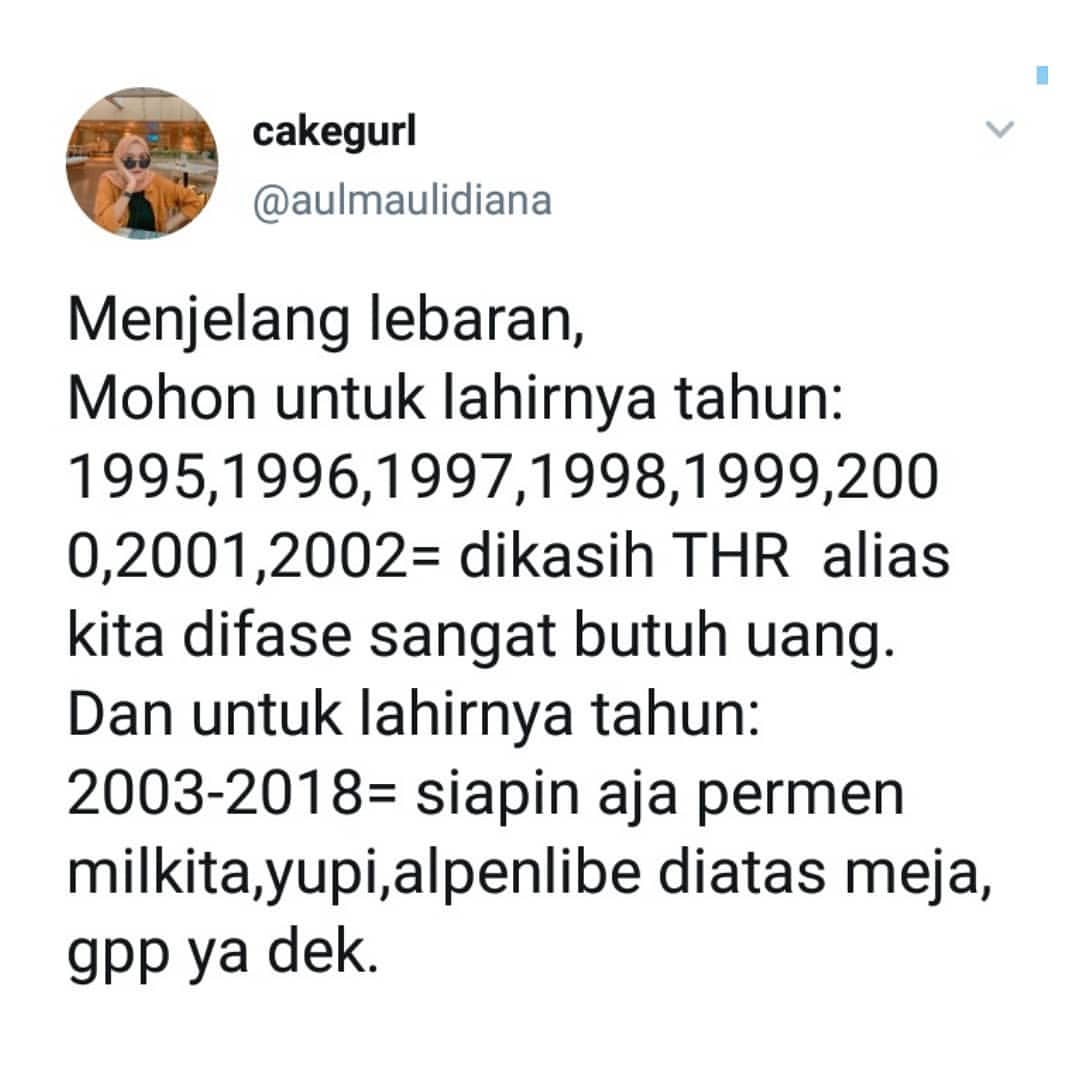 cakegurl
@aulmaulidiana
Menjelang lebaran,
Mohon untuk lahirnya tahun:
1995,1996,1997,1998,1999,200
0,2001,2002= dikasih THR  alias
kita difase sangat butuh uang.
Dan untuk lahirnya tahun:
2003-2018= siapin aja permen
milkita,yupi,alpenlibe diatas meja,
gpp ya dek.